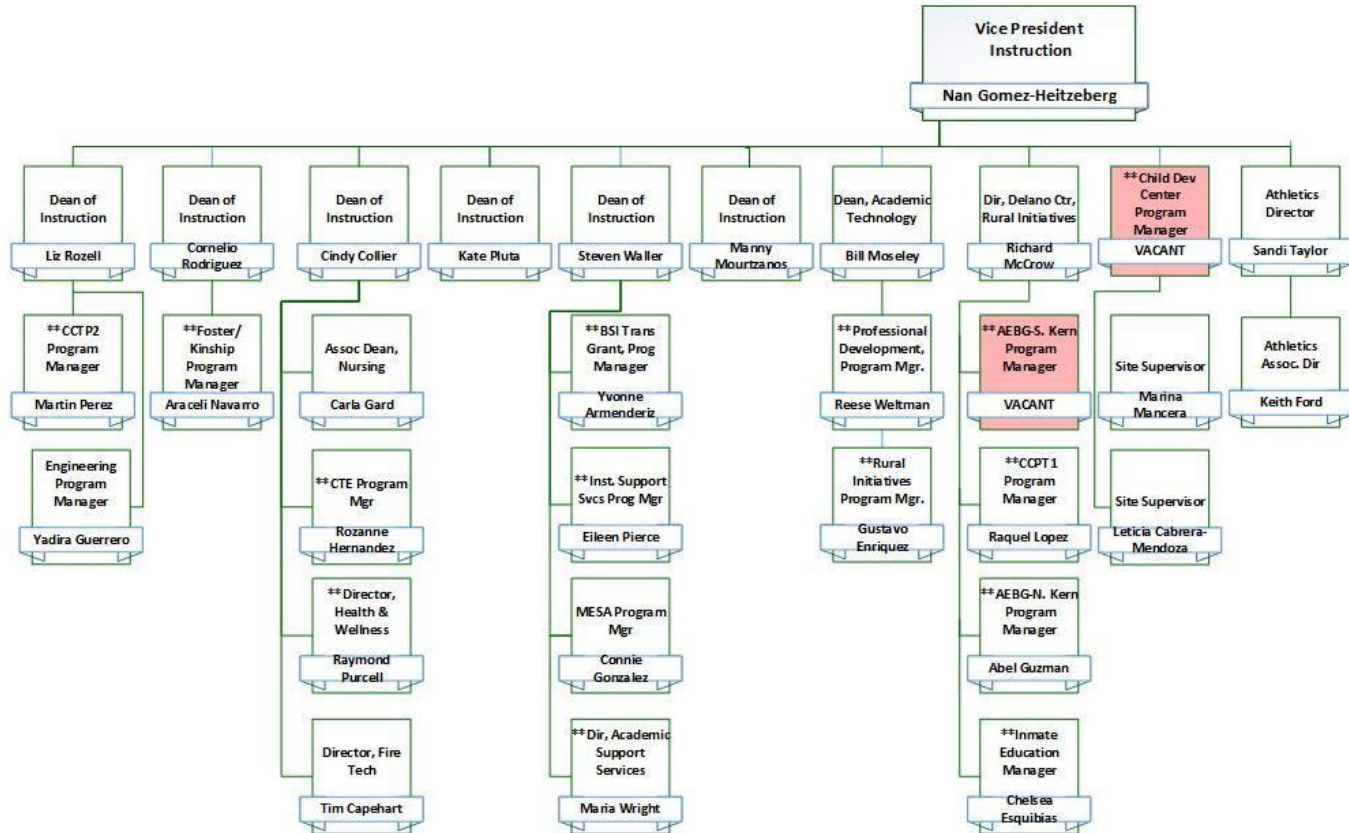 Vice President
Instruction
Nan Gomez-Heitzeberg
Dean of
Instruction
Liz Rozell
Dean of
Instruction
Cornelio
Rodriguez
Dean of
Instruction
Cindy Collier
Dean of
Instruction
Kate Pluta
Dean of
Instruction
Steven Waller
Dean of
Instruction
Manny
Mourtzanos
Dean, Academic
Technology
Bill Moseley
Dir, Delano Ctr,
Rural Initiatives
Richard
McCrow
**Child Dev
Center
Program
Manager
VACANT
Athletics
Director
Sandi Taylor
**CCTP2
Program
Manager
Martin Perez
**Foster/
Kinship
Program
Manager
Araceli Navarro
Assoc Dean,
Nursing
Carla Gard
**BSI Trans
Grant, Prog
Manager
Yvonne
Armenderiz
**Professional
Development,
Program Mgr.
Reese Weltman
**AEBG-S. Kern
Program
Manager
VACANT
Site Supervisor
Marina
Mancera
Athletics
Assoc. Dir
Keith Ford
Engineering
Program
Manager
Yadira Guerrero
**CTE Program
Mgr
Rozanne
Hernandez
**Inst. Support
Svcs Prog Mgr
Eileen Pierce
**Rural
Initiatives
Program Mgr.
Gustavo
Enriquez
**CCPT1
Program
Manager
Raquel Lopez
Site Supervisor
Leticia Cabrera-
Mendoza
**Director,
Health &
Wellness
Raymond
Purcell
MESA Program
Mgr
Connie
Gonzalez
**AEBG-N. Kern
Program
Manager
Abel Guzman
Director, Fire
Tech
Tim Capehart
**Dir, Academic
Support
Services
Maria Wright
**Inmate
Education
Manager
Chelsea
Esquibias